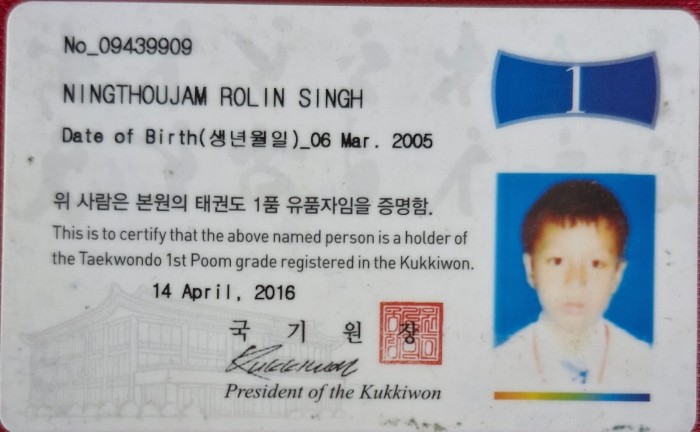 No_09439909
1
NINGTHOUJAM ROLIN SINGH
Date of Birth(생년월일)_06 Mar. 2005
위 사람은 본원의 태권도 1품 유품자임을 증명함.
This is to certify that the above named person is a holder of
the Taekwondo 1st Poom grade registered in the Kukkiwon.
14 April, 2016
국 기 원 장
Kukkiwon
President of the Kukkiwon